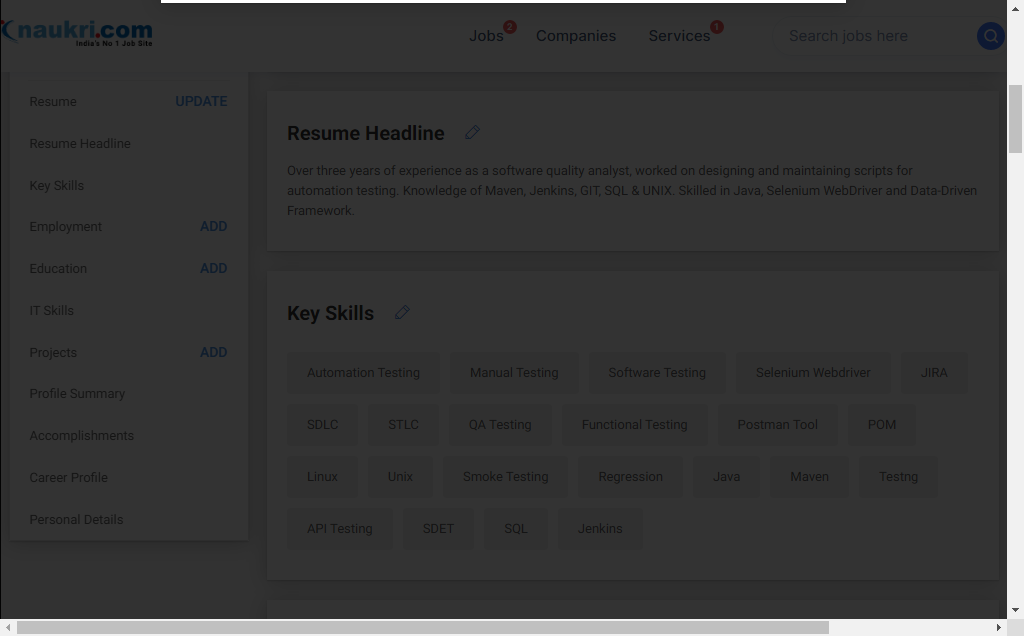 naukri.com
India's No 1 Job Site
Jobs 2 Companies Services 1 Search jobs here
Resume UPDATE
Resume Headline
Key Skills
Employment ADD
Education ADD
IT Skills
Projects ADD
Profile Summary
Accomplishments
Career Profile
Personal Details
Resume Headline
Over three years of experience as a software quality analyst, worked on designing and maintaining scripts for
automation testing. Knowledge of Maven, Jenkins, GIT, SQL & UNIX. Skilled in Java, Selenium WebDriver and Data-Driven
Framework.
Key Skills
Automation Testing Manual Testing Software Testing Selenium Webdriver JIRA
SDLC STLC QA Testing Functional Testing Postman Tool POM
Linux Unix Smoke Testing Regression Java Maven Testng
API Testing SDET SQL Jenkins